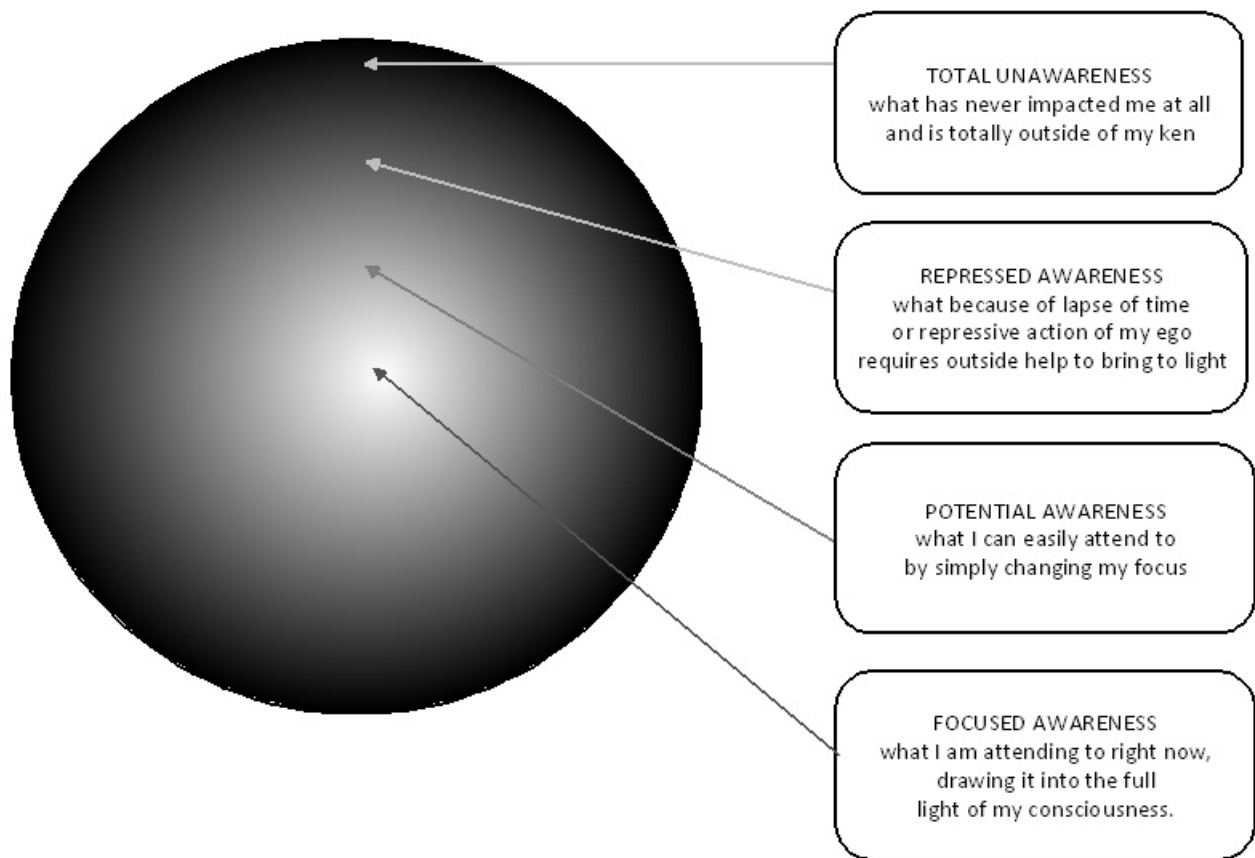 TOTAL UNAWARENESS
what has never impacted me at all
and is totally outside of my ken
REPRESSED AWARENESS
what because of lapse of time
or repressive action of my ego
requires outside help to bring to light
POTENTIAL AWARENESS
what I can easily attend to
by simply changing my focus
FOCUSED AWARENESS
what I am attending to right now,
drawing it into the full
light of my consciousness.